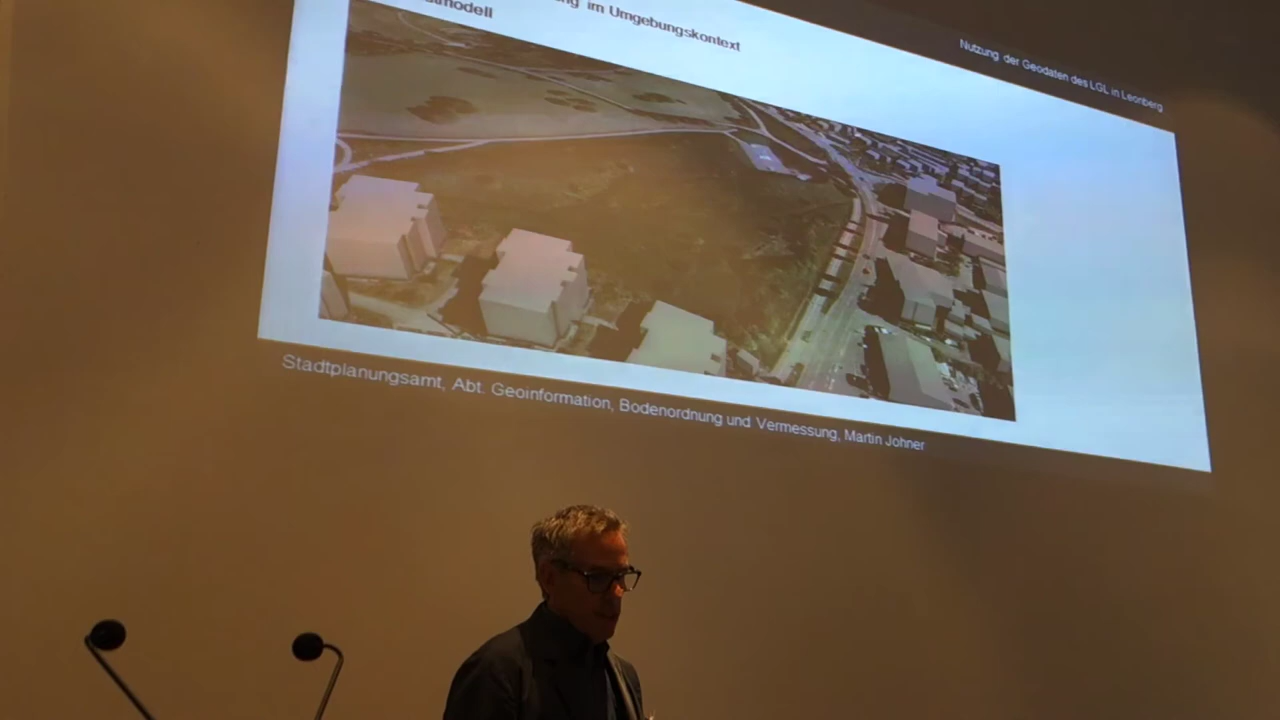 im Umgebungskontext
Nutzung der Geodaten des LGL in Leonberg
Stadtplanungsamt, Abt. Geoinformation, Bodenordnung und Vermessung, Martin Johner